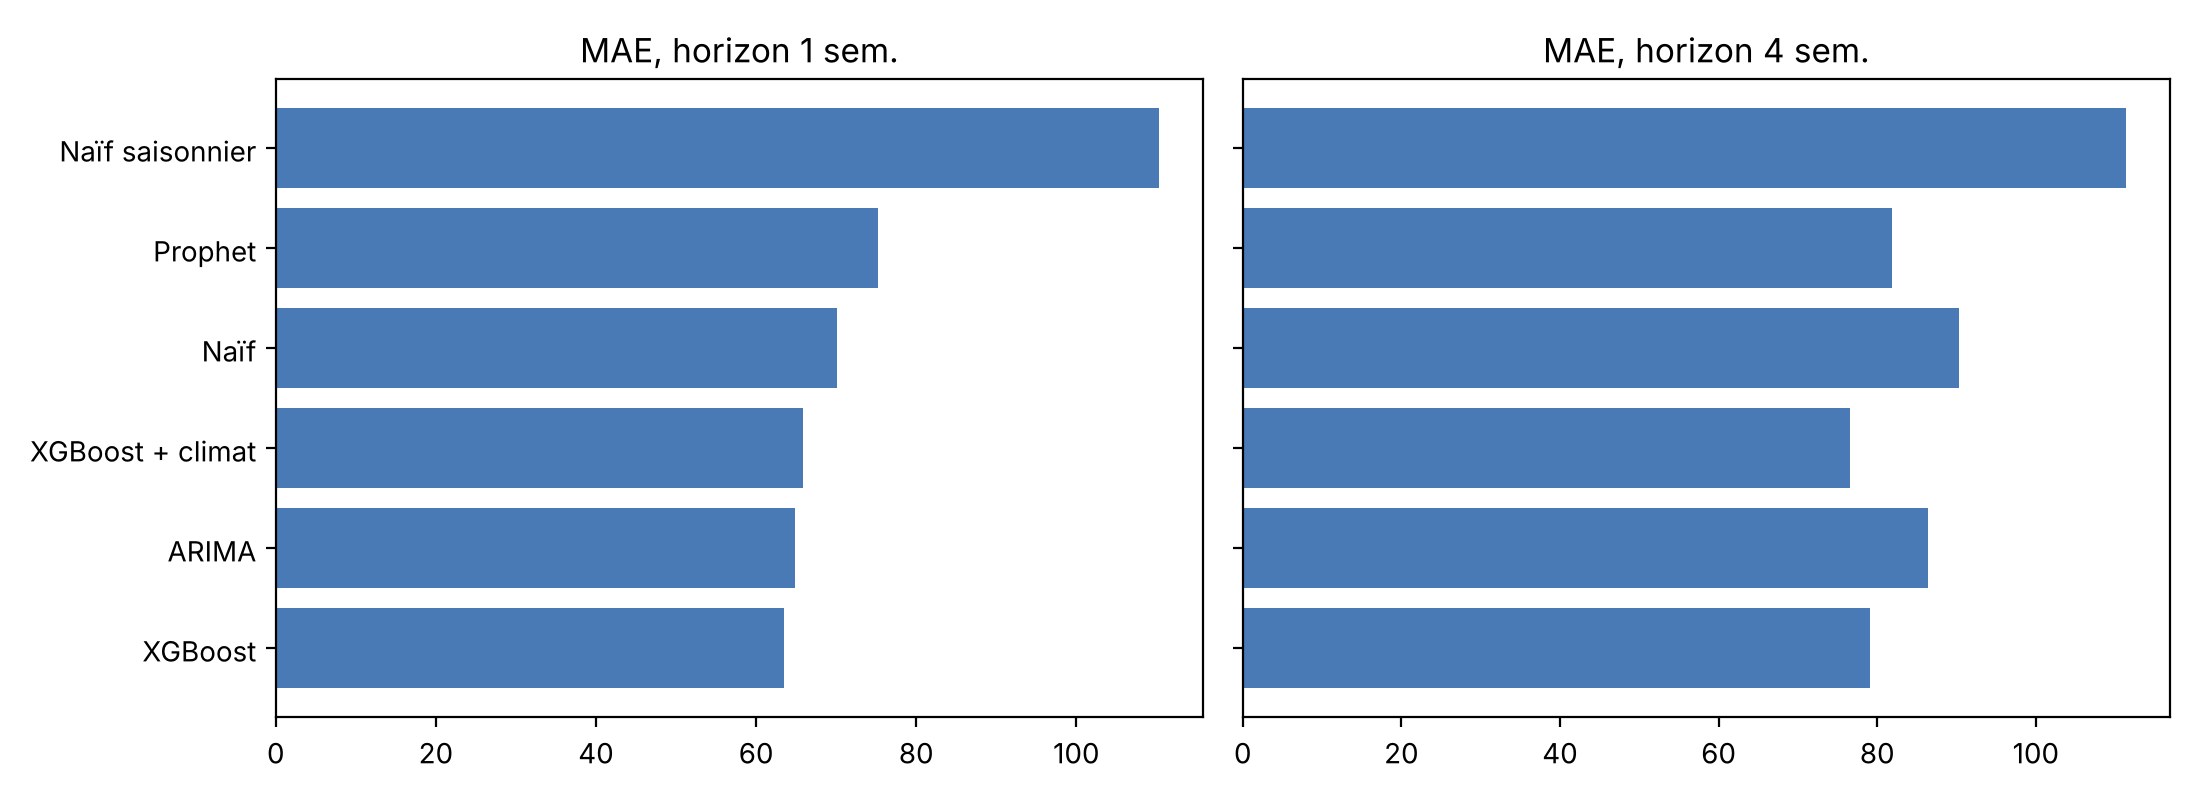 MAE, horizon 1 sem.
Naïf saisonnier
Prophet
Naïf
XGBoost + climat
ARIMA
XGBoost
0 20 40 60 80 100
MAE, horizon 4 sem.
0 20 40 60 80 100